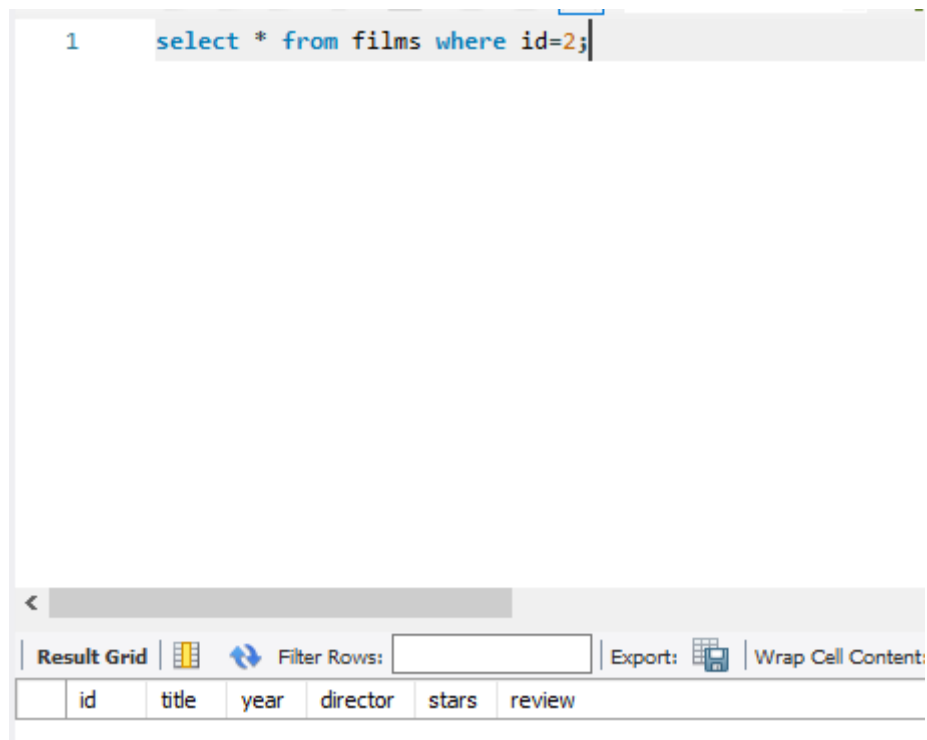 1 select * from films where id=2;
Result Grid Filter Rows: Export: Wrap Cell Content:
id title year director stars review